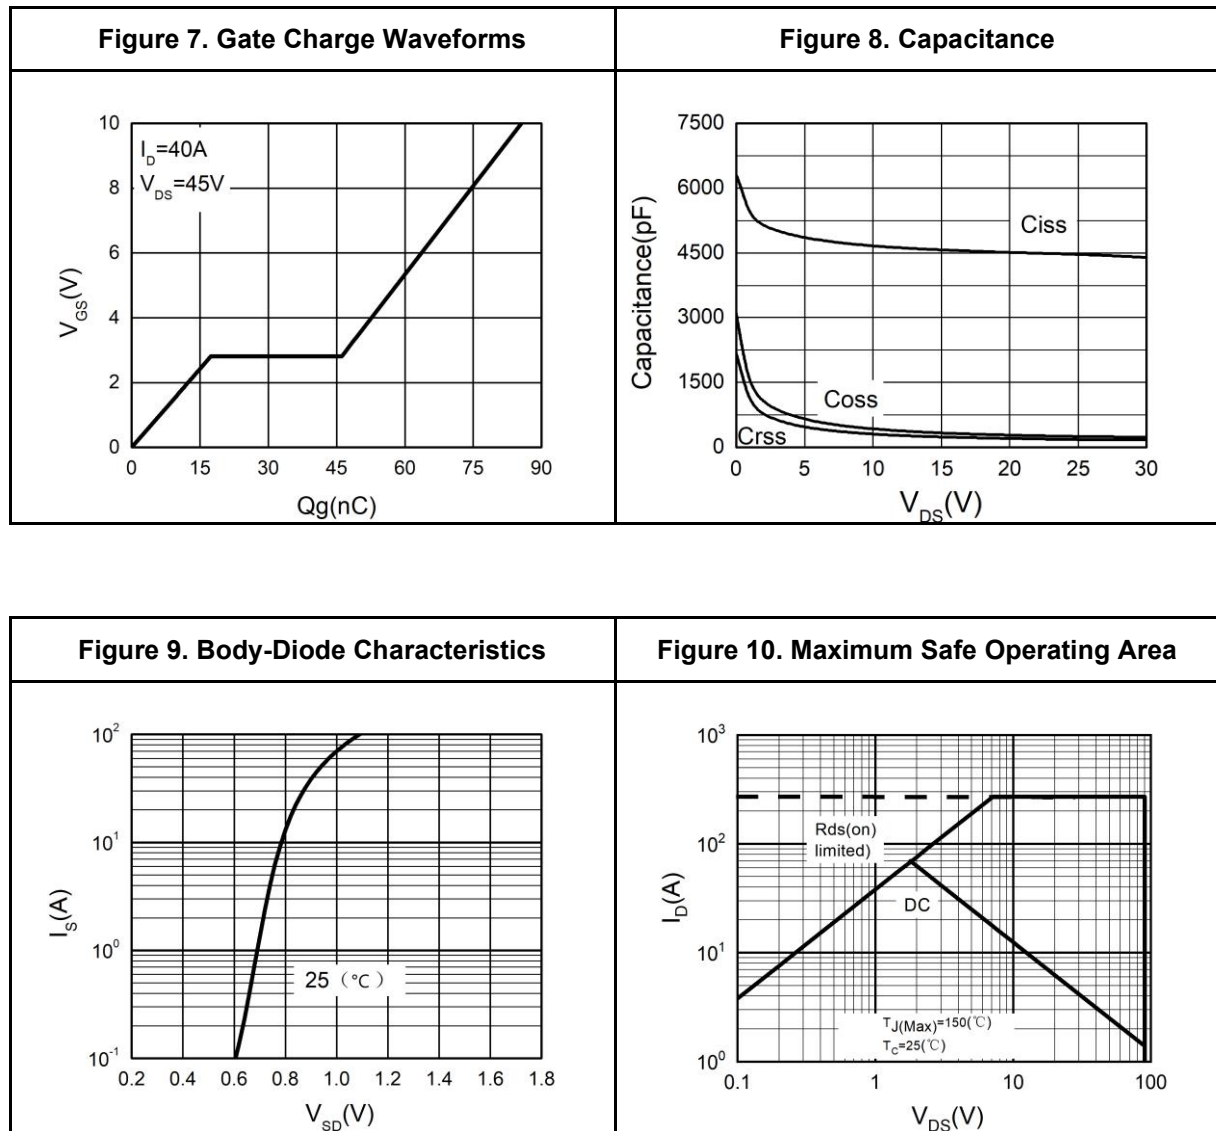 Figure 7. Gate Charge Waveforms
Figure 8. Capacitance
10
8
6
4
2
0
V_GS(V)
I_D=40A
V_DS=45V
0 15 30 45 60 75 90
Qg(nC)
7500
6000
4500
3000
1500
0
Capacitance(pF)
Ciss
Coss
Crss
0 5 10 15 20 25 30
V_DS(V)
Figure 9. Body-Diode Characteristics
Figure 10. Maximum Safe Operating Area
10^2
10^1
10^0
10^-1
I_S(A)
25（℃）
0.2 0.4 0.6 0.8 1.0 1.2 1.4 1.6 1.8
V_SD(V)
10^3
10^2
10^1
10^0
I_D(A)
Rds(on)
limited)
DC
T_J(Max)=150(℃)
T_C=25(℃)
0.1 1 10 100
V_DS(V)